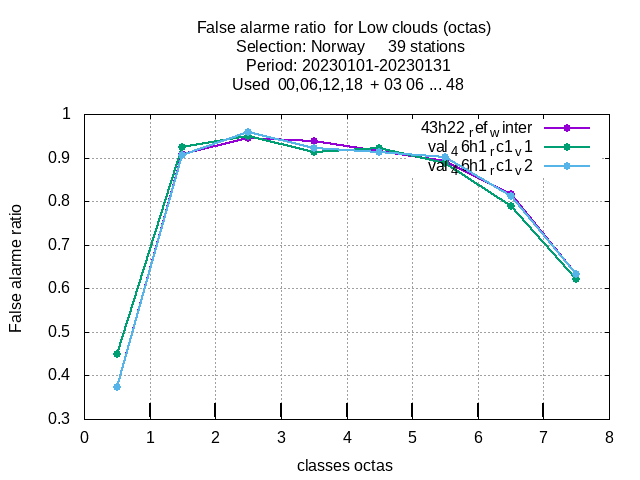 False alarme ratio for Low clouds (octas)
Selection: Norway 39 stations
Period: 20230101-20230131
Used 00,06,12,18 + 03 06 ... 48
1
43h22_ref_winter
val_46h1_rc1_v1
0.9
val_46h1_rc1_v2
0.8
0.7
0.6
0.5
0.4
0.3
False alarme ratio
0 1 2 3 4 5 6 7 8
classes octas